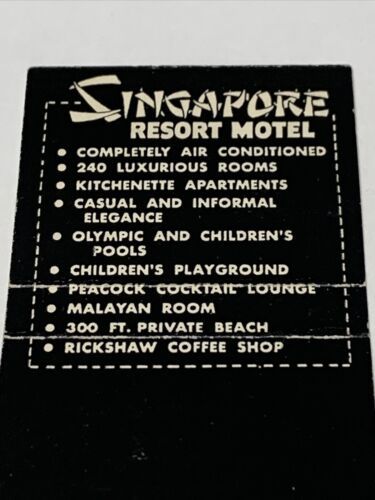 SINGAPORE
RESORT MOTEL
• COMPLETELY AIR CONDITIONED
• 240 LUXURIOUS ROOMS
• KITCHENETTE APARTMENTS
• CASUAL AND INFORMAL
ELEGANCE
• OLYMPIC AND CHILDREN'S
POOLS
• CHILDREN'S PLAYGROUND
• PEACOCK COCKTAIL LOUNGE
• MALAYAN ROOM
• 300 FT. PRIVATE BEACH
• RICKSHAW COFFEE SHOP